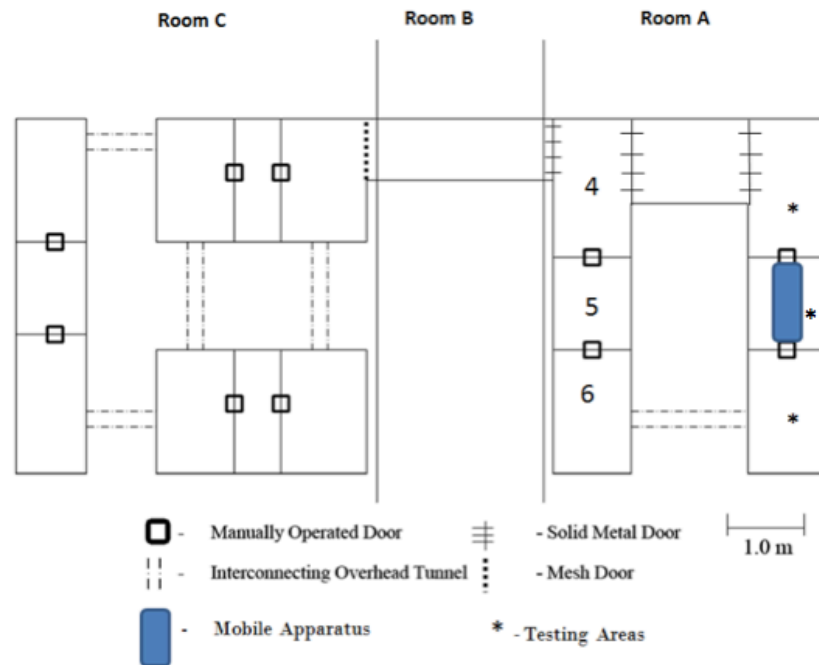 Room C Room B Room A
4
*
5
*
6
*
- Manually Operated Door - Solid Metal Door
- Interconnecting Overhead Tunnel - Mesh Door
1.0 m
- Mobile Apparatus * - Testing Areas